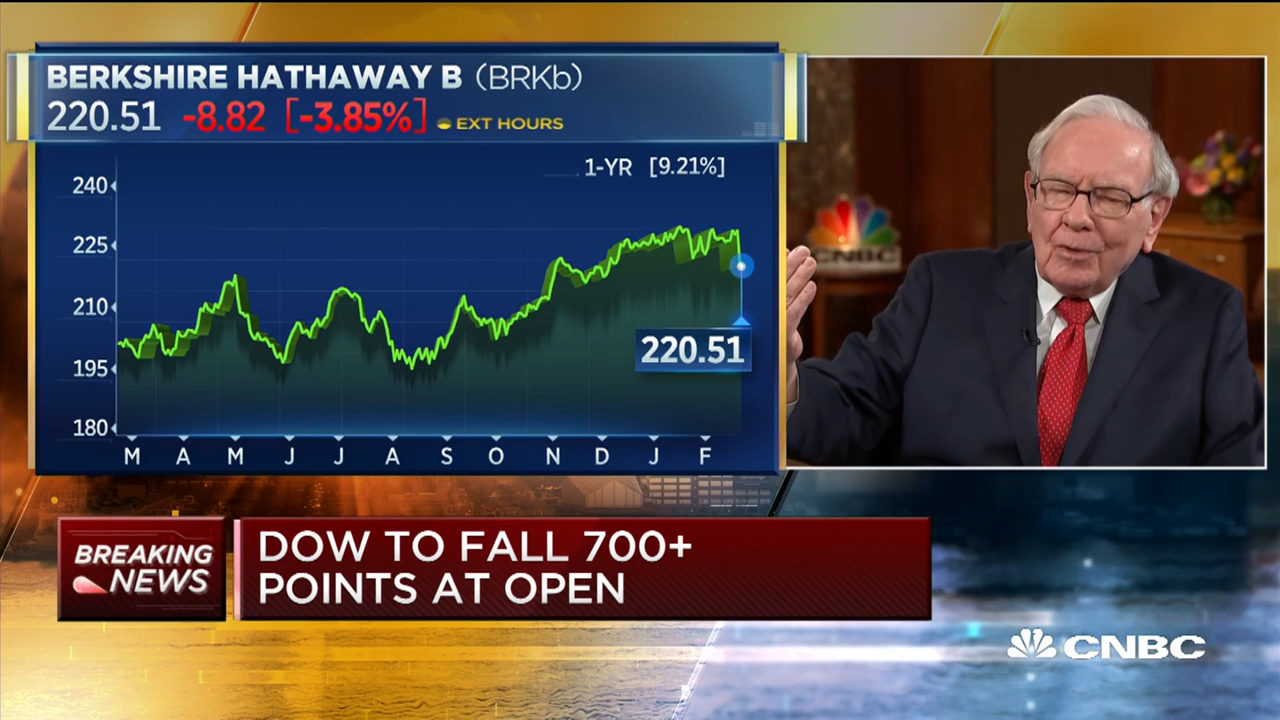 BERKSHIRE HATHAWAY B (BRKb)
220.51 -8.82 [-3.85%] EXT HOURS
1-YR [9.21%]
240
225
210
195
180
220.51
M A M J J A S O N D J F
CNBC
BREAKING NEWS
DOW TO FALL 700+
POINTS AT OPEN
CNBC